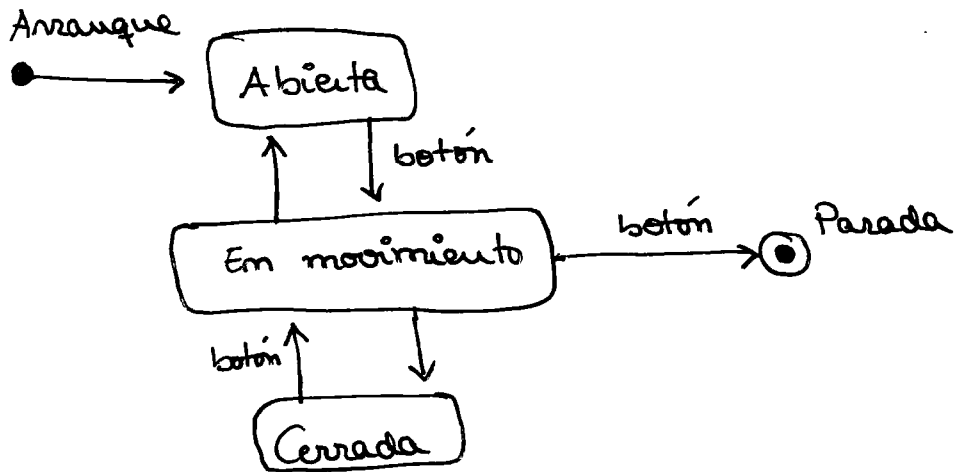 Arranque
Abierta
botón
botón
Parada
En movimiento
botón
Cerrada